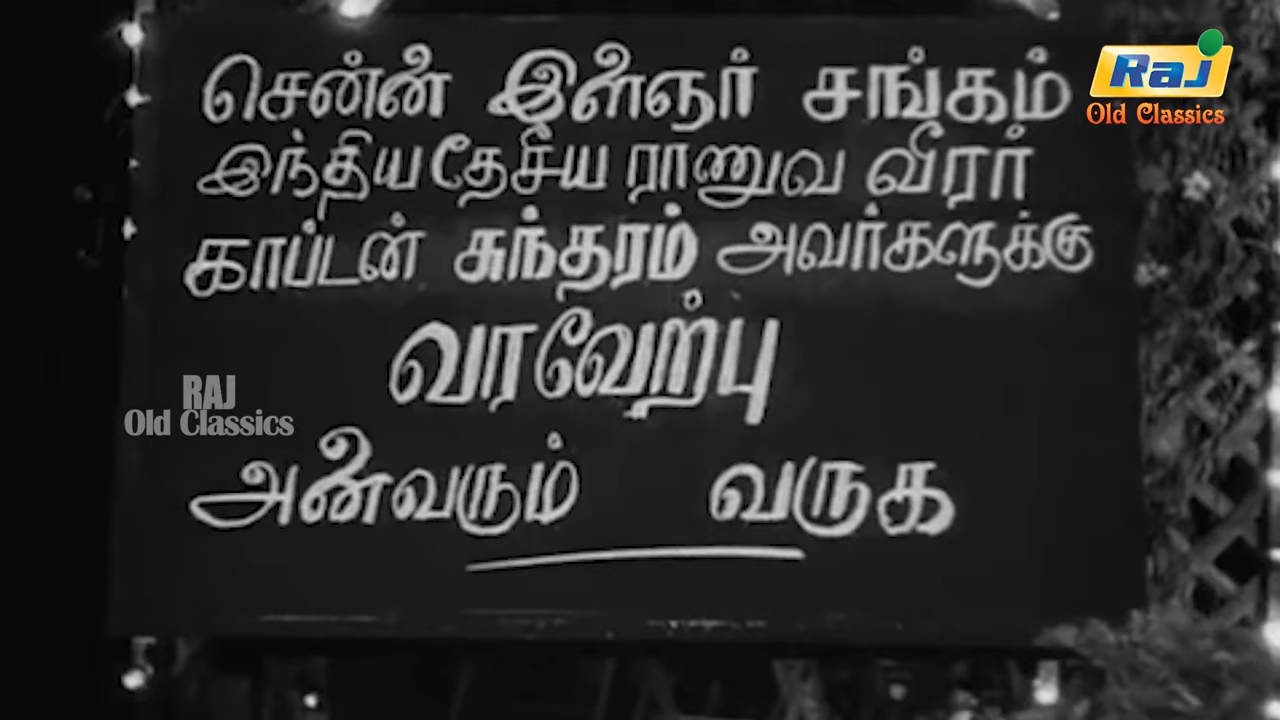 சென்னை இளைஞர் சங்கம்
இந்திய தேசீய ராணுவ வீரர்
காப்டன் சுந்தரம் அவர்களுக்கு
வரவேற்பு
அனைவரும் வருக
Raj
Old Classics
RAJ
Old Classics